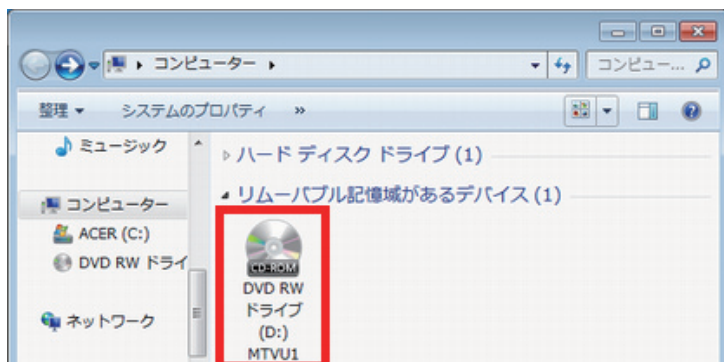 コンピューター
コンピュー...
整理
システムのプロパティ
»
ミュージック
コンピューター
ACER (C:)
DVD RW ドライ
ネットワーク
ハード ディスク ドライブ (1)
リムーバブル記憶域があるデバイス (1)
CD-ROM
DVD RW
ドライブ
(D:)
MTVU1